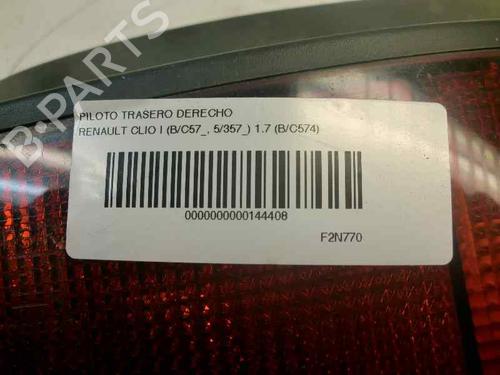 B-PARTS
PILOTO TRASERO DERECHO
RENAULT CLIO I (B/C57_, 5/357_) 1.7 (B/C574)
0000000000144408
F2N770